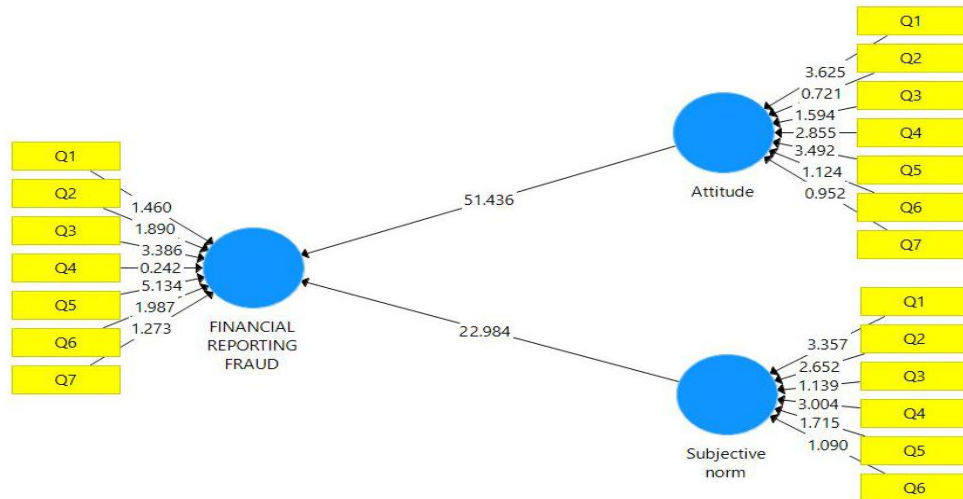 Q1
Q2
Q3
Q4
Q5
Q6
Q7
1.460
1.890
3.386
0.242
5.134
1.987
1.273
FINANCIAL
REPORTING
FRAUD
51.436
22.984
Q1
Q2
Q3
Q4
Q5
Q6
Q7
3.625
0.721
1.594
2.855
3.492
1.124
0.952
Attitude
Q1
Q2
Q3
Q4
Q5
Q6
3.357
2.652
1.139
3.004
1.715
1.090
Subjective
norm